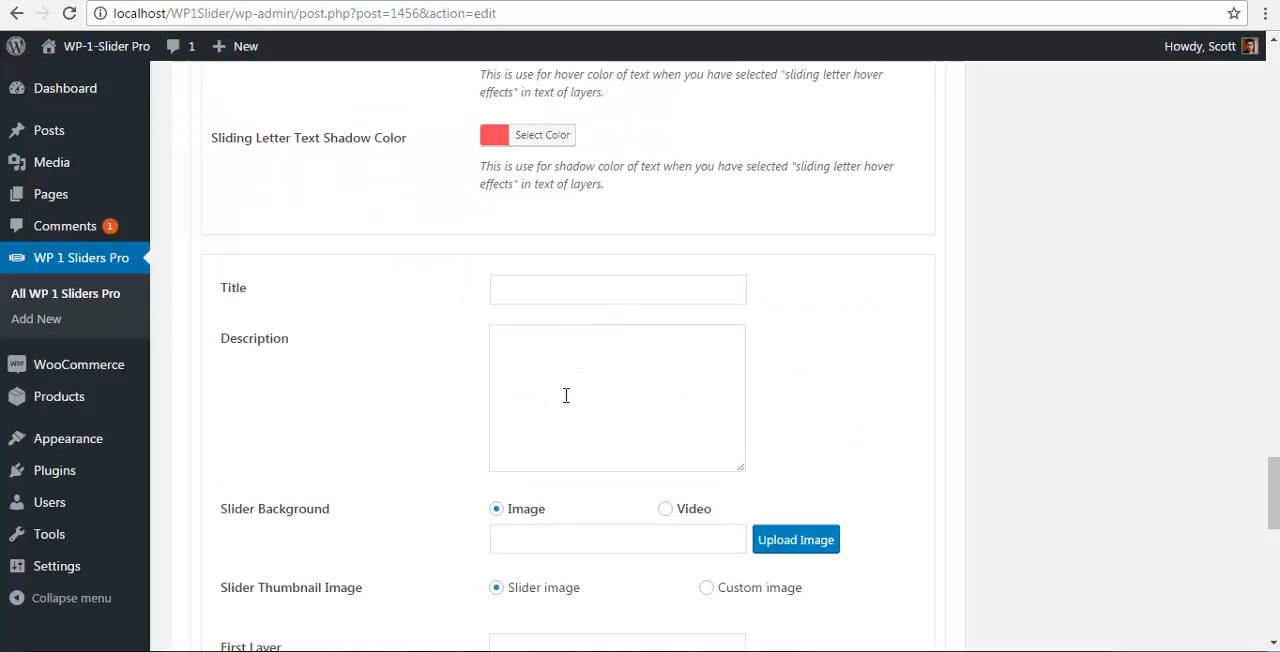 localhost/WP1Slider/wp-admin/post.php?post=1456&action=edit
WP-1-Slider Pro
1
New
Howdy, Scott
Dashboard
Posts
Media
Pages
Comments 1
WP 1 Sliders Pro
All WP 1 Sliders Pro
Add New
WooCommerce
Products
Appearance
Plugins
Users
Tools
Settings
Collapse menu
This is use for hover color of text when you have selected "sliding letter hover
effects" in text of layers.
Sliding Letter Text Shadow Color
Select Color
This is use for shadow color of text when you have selected "sliding letter hover
effects" in text of layers.
Title
Description
Slider Background
Image
Video
Upload Image
Slider Thumbnail Image
Slider image
Custom image
First Layer